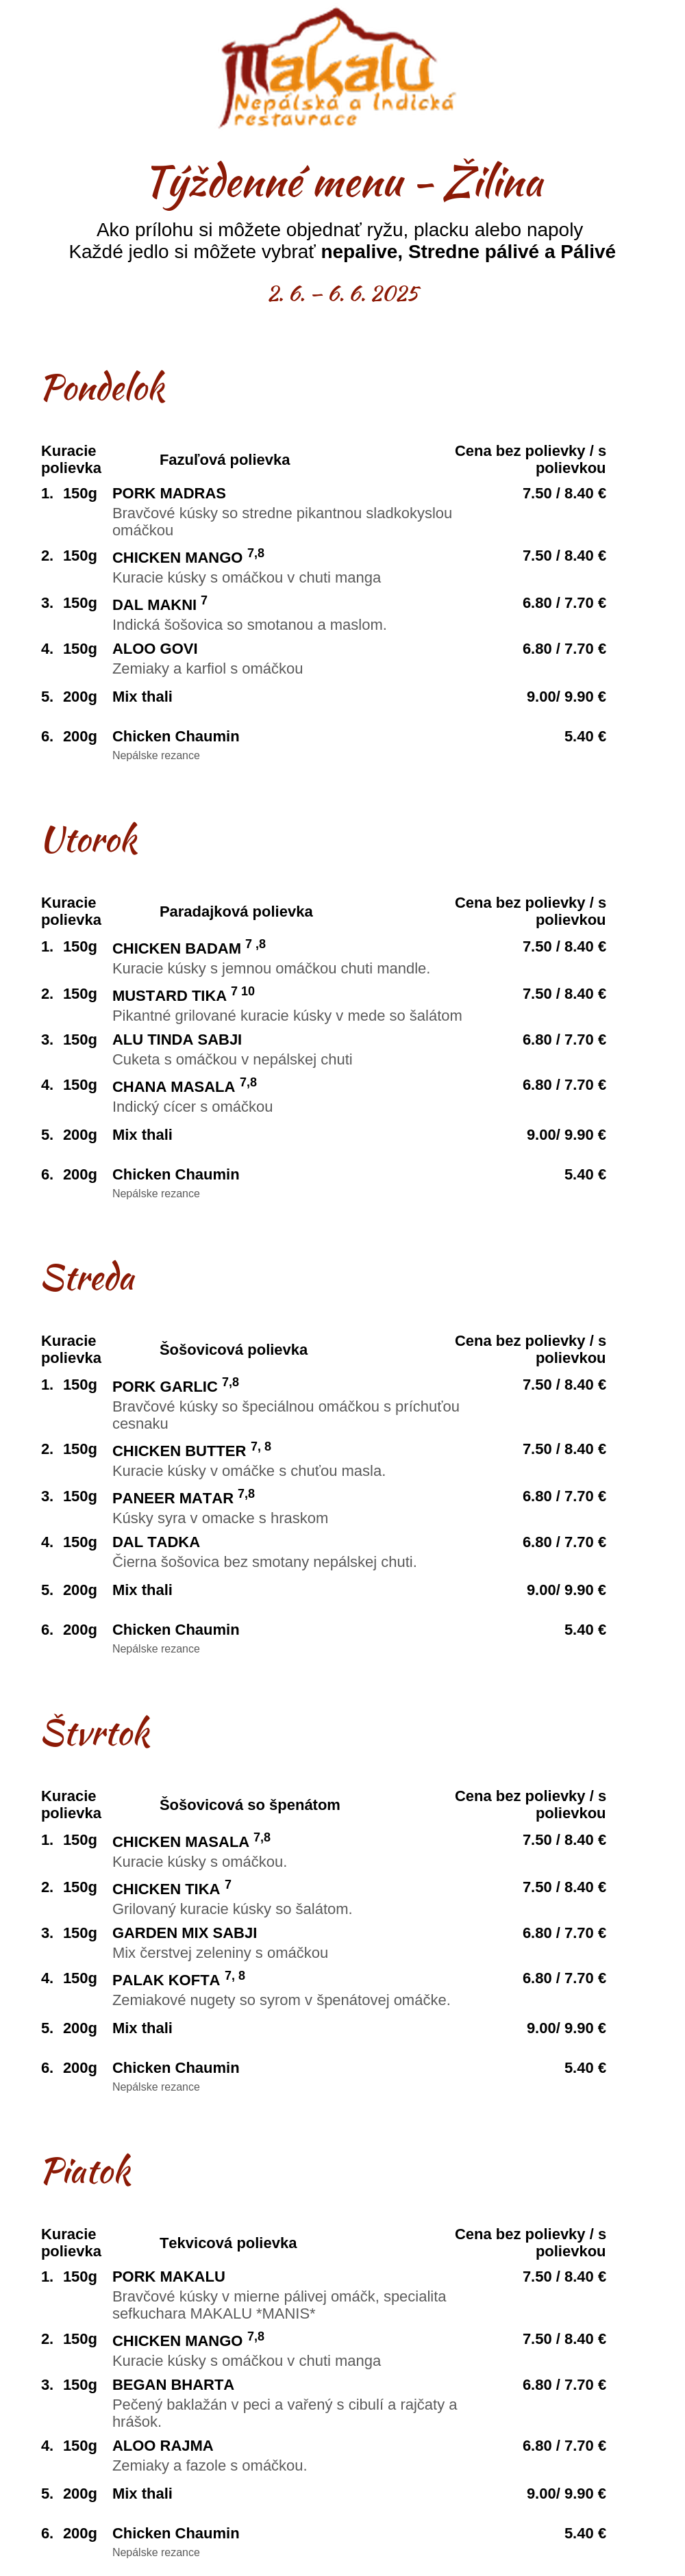 Makalu
Nepálská a Indická
restaurace
Týždenné menu - Žilina
Ako prílohu si môžete objednať ryžu, placku alebo napoly
Každé jedlo si môžete vybrať nepalive, Stredne pálivé a Pálivé
2. 6. – 6. 6. 2025
Pondelok
Kuracie polievka Fazuľová polievka Cena bez polievky / s polievkou
1. 150g PORK MADRAS 7.50 / 8.40 €
Bravčové kúsky so stredne pikantnou sladkokyslou
omáčkou
2. 150g CHICKEN MANGO 7,8 7.50 / 8.40 €
Kuracie kúsky s omáčkou v chuti manga
3. 150g DAL MAKNI 7 6.80 / 7.70 €
Indická šošovica so smotanou a maslom.
4. 150g ALOO GOVI 6.80 / 7.70 €
Zemiaky a karfiol s omáčkou
5. 200g Mix thali 9.00/ 9.90 €
6. 200g Chicken Chaumin 5.40 €
Nepálske rezance
Utorok
Kuracie polievka Paradajková polievka Cena bez polievky / s polievkou
1. 150g CHICKEN BADAM 7 ,8 7.50 / 8.40 €
Kuracie kúsky s jemnou omáčkou chuti mandle.
2. 150g MUSTARD TIKA 7 10 7.50 / 8.40 €
Pikantné grilované kuracie kúsky v mede so šalátom
3. 150g ALU TINDA SABJI 6.80 / 7.70 €
Cuketa s omáčkou v nepálskej chuti
4. 150g CHANA MASALA 7,8 6.80 / 7.70 €
Indický cícer s omáčkou
5. 200g Mix thali 9.00/ 9.90 €
6. 200g Chicken Chaumin 5.40 €
Nepálske rezance
Streda
Kuracie polievka Šošovicová polievka Cena bez polievky / s polievkou
1. 150g PORK GARLIC 7,8 7.50 / 8.40 €
Bravčové kúsky so špeciálnou omáčkou s príchuťou
cesnaku
2. 150g CHICKEN BUTTER 7, 8 7.50 / 8.40 €
Kuracie kúsky v omáčke s chuťou masla.
3. 150g PANEER MATAR 7,8 6.80 / 7.70 €
Kúsky syra v omacke s hraskom
4. 150g DAL TADKA 6.80 / 7.70 €
Čierna šošovica bez smotany nepálskej chuti.
5. 200g Mix thali 9.00/ 9.90 €
6. 200g Chicken Chaumin 5.40 €
Nepálske rezance
Štvrtok
Kuracie polievka Šošovicová so špenátom Cena bez polievky / s polievkou
1. 150g CHICKEN MASALA 7,8 7.50 / 8.40 €
Kuracie kúsky s omáčkou.
2. 150g CHICKEN TIKA 7 7.50 / 8.40 €
Grilovaný kuracie kúsky so šalátom.
3. 150g GARDEN MIX SABJI 6.80 / 7.70 €
Mix čerstvej zeleniny s omáčkou
4. 150g PALAK KOFTA 7, 8 6.80 / 7.70 €
Zemiakové nugety so syrom v špenátovej omáčke.
5. 200g Mix thali 9.00/ 9.90 €
6. 200g Chicken Chaumin 5.40 €
Nepálske rezance
Piatok
Kuracie polievka Tekvicová polievka Cena bez polievky / s polievkou
1. 150g PORK MAKALU 7.50 / 8.40 €
Bravčové kúsky v mierne pálivej omáčk, specialita
sefkuchara MAKALU *MANIS*
2. 150g CHICKEN MANGO 7,8 7.50 / 8.40 €
Kuracie kúsky s omáčkou v chuti manga
3. 150g BEGAN BHARTA 6.80 / 7.70 €
Pečený baklažán v peci a vařený s cibulí a rajčaty a
hrášok.
4. 150g ALOO RAJMA 6.80 / 7.70 €
Zemiaky a fazole s omáčkou.
5. 200g Mix thali 9.00/ 9.90 €
6. 200g Chicken Chaumin 5.40 €
Nepálske rezance